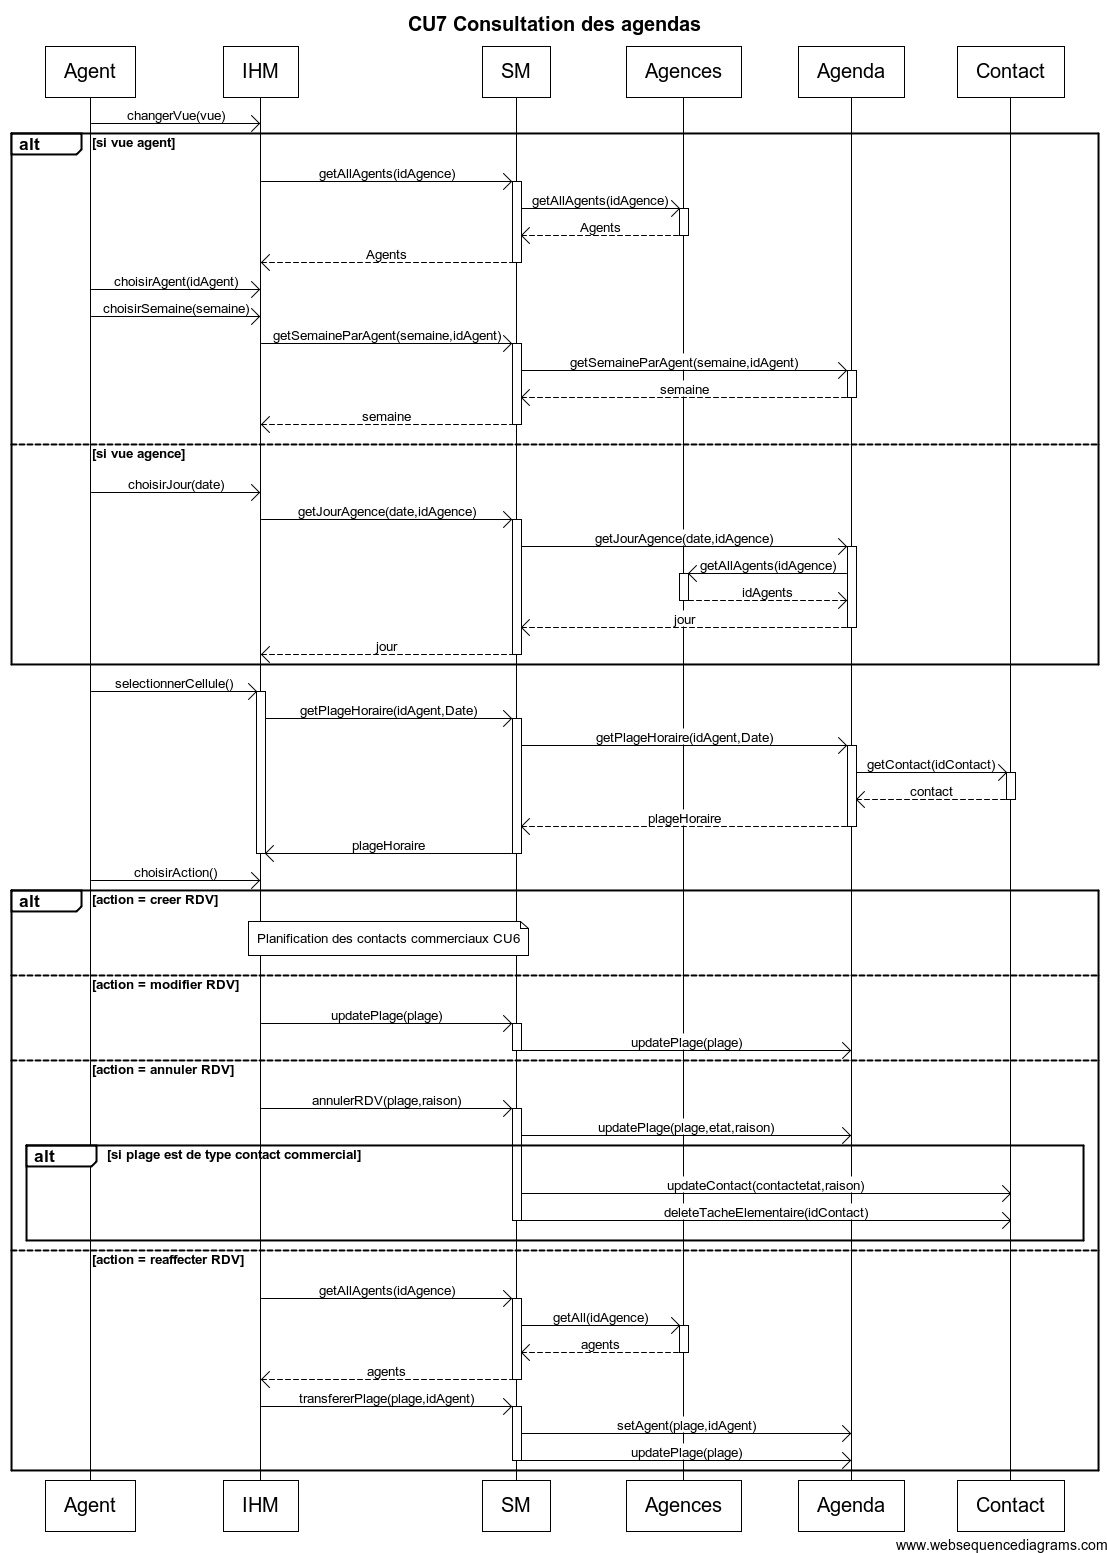 CU7 Consultation des agendas
Agent IHM SM Agences Agenda Contact
changerVue(vue)
alt [si vue agent]
getAllAgents(idAgence)
getAllAgents(idAgence)
Agents
Agents
choisirAgent(idAgent)
choisirSemaine(semaine)
getSemaineParAgent(semaine,idAgent)
getSemaineParAgent(semaine,idAgent)
semaine
semaine
[si vue agence]
choisirJour(date)
getJourAgence(date,idAgence)
getJourAgence(date,idAgence)
getAllAgents(idAgence)
idAgents
jour
jour
selectionnerCellule()
getPlageHoraire(idAgent,Date)
getPlageHoraire(idAgent,Date)
getContact(idContact)
contact
plageHoraire
plageHoraire
choisirAction()
alt [action = creer RDV]
Planification des contacts commerciaux CU6
[action = modifier RDV]
updatePlage(plage)
updatePlage(plage)
[action = annuler RDV]
annulerRDV(plage,raison)
updatePlage(plage,etat,raison)
alt [si plage est de type contact commercial]
updateContact(contactetat,raison)
deleteTacheElementaire(idContact)
[action = reaffecter RDV]
getAllAgents(idAgence)
getAll(idAgence)
agents
agents
transfererPlage(plage,idAgent)
setAgent(plage,idAgent)
updatePlage(plage)
Agent IHM SM Agences Agenda Contact
www.websequencediagrams.com